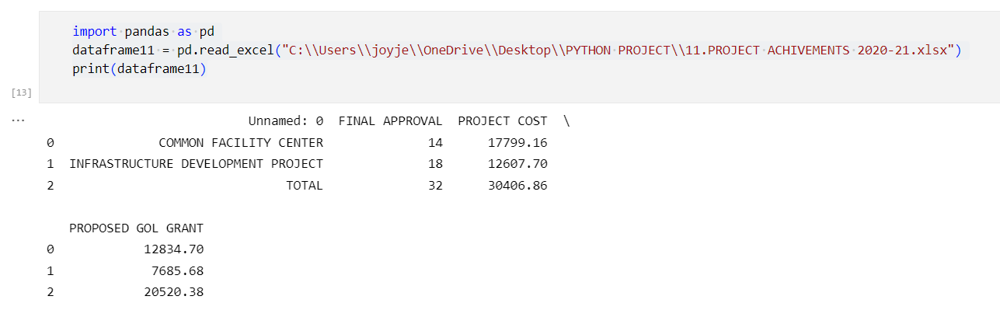 import pandas as pd
dataframe11 = pd.read_excel("C:\\Users\\joyje\\OneDrive\\Desktop\\PYTHON PROJECT\\11.PROJECT ACHIVEMENTS 2020-21.xlsx")
print(dataframe11)
[13]
... Unnamed: 0 FINAL APPROVAL PROJECT COST \
0 COMMON FACILITY CENTER 14 17799.16
1 INFRASTRUCTURE DEVELOPMENT PROJECT 18 12607.70
2 TOTAL 32 30406.86
PROPOSED GOL GRANT
0 12834.70
1 7685.68
2 20520.38